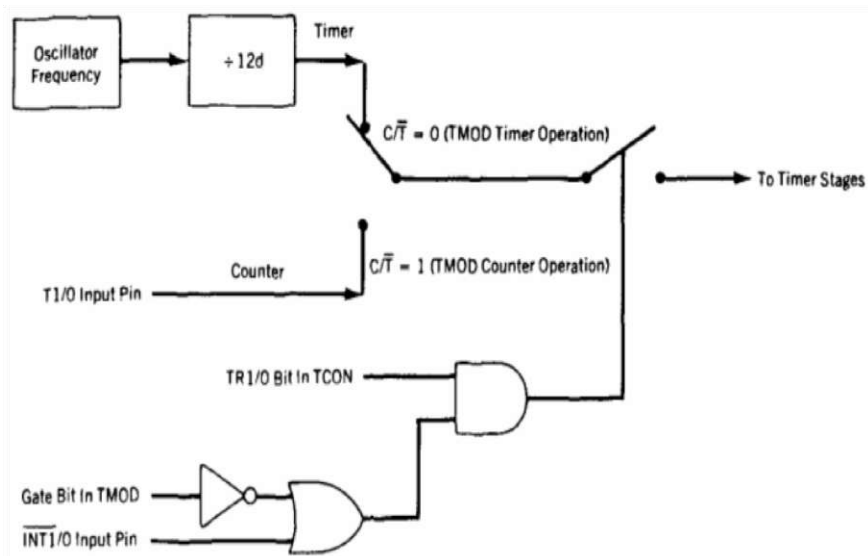 Timer
Oscillator
Frequency
÷12d
C/T̅ = 0 (TMOD Timer Operation)
To Timer Stages
Counter
C/T̅ = 1 (TMOD Counter Operation)
T1/0 Input Pin
TR1/0 Bit In TCON
Gate Bit In TMOD
I̅N̅T̅1̅/0 Input Pin